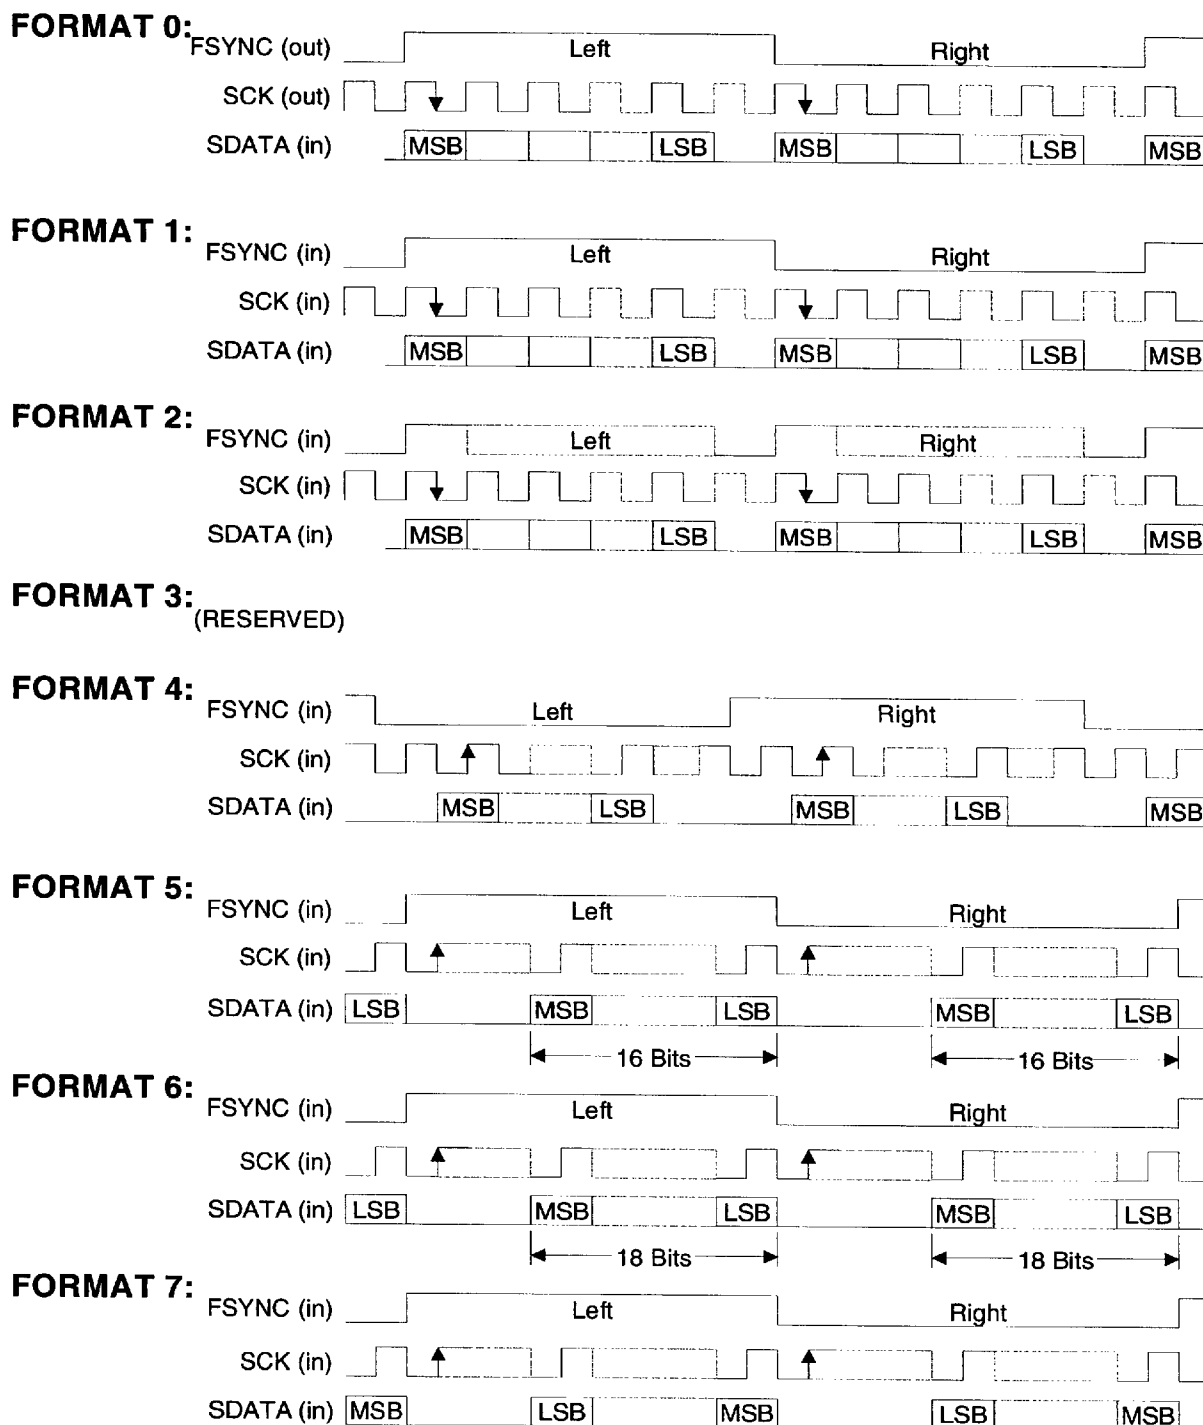 FORMAT 0:
FSYNC (out) Left Right
SCK (out)
SDATA (in) MSB LSB MSB LSB MSB
FORMAT 1:
FSYNC (in) Left Right
SCK (in)
SDATA (in) MSB LSB MSB LSB MSB
FORMAT 2:
FSYNC (in) Left Right
SCK (in)
SDATA (in) MSB LSB MSB LSB MSB
FORMAT 3:
(RESERVED)
FORMAT 4:
FSYNC (in) Left Right
SCK (in)
SDATA (in) MSB LSB MSB LSB MSB
FORMAT 5:
FSYNC (in) Left Right
SCK (in)
SDATA (in) LSB MSB LSB MSB LSB
16 Bits 16 Bits
FORMAT 6:
FSYNC (in) Left Right
SCK (in)
SDATA (in) LSB MSB LSB MSB LSB
18 Bits 18 Bits
FORMAT 7:
FSYNC (in) Left Right
SCK (in)
SDATA (in) MSB LSB MSB LSB MSB